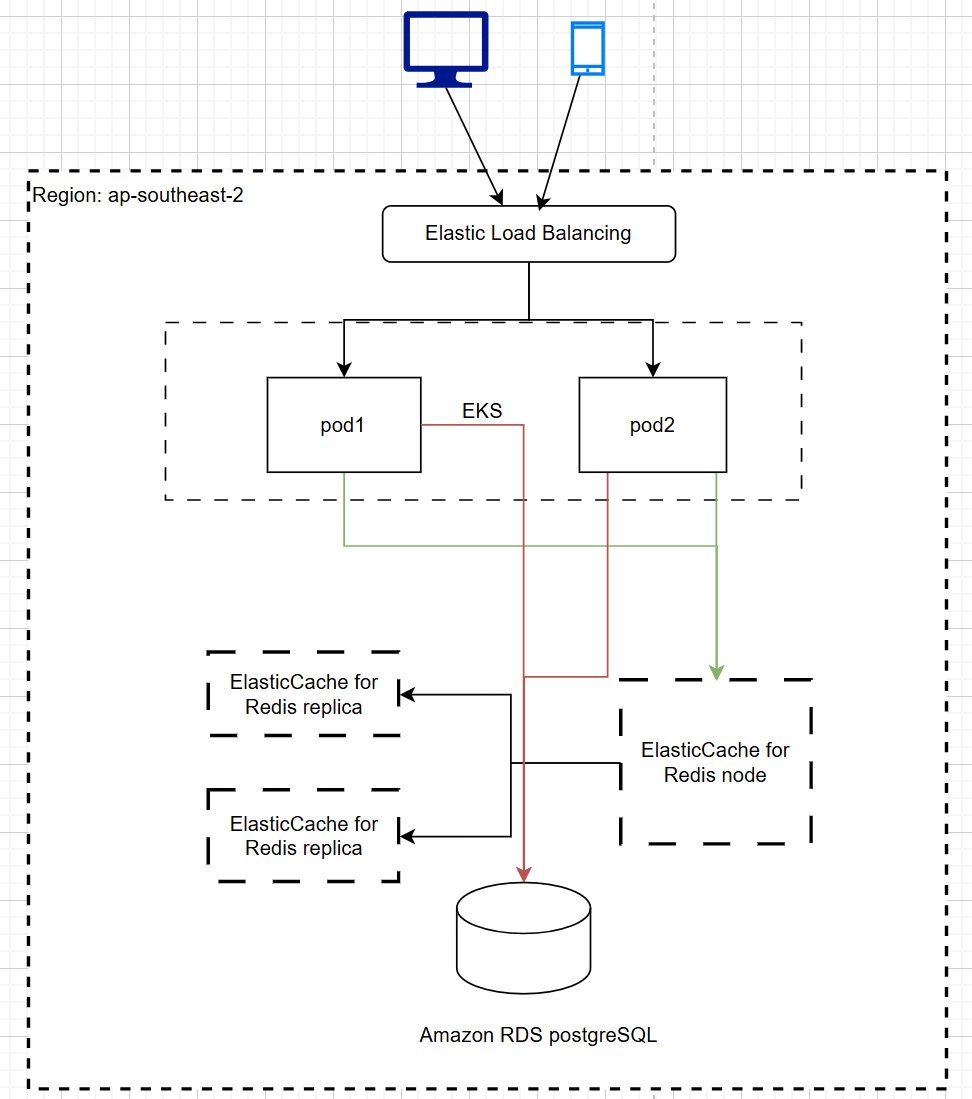 Region: ap-southeast-2
Elastic Load Balancing
EKS
pod1
pod2
ElasticCache for
Redis replica
ElasticCache for
Redis node
ElasticCache for
Redis replica
Amazon RDS postgreSQL